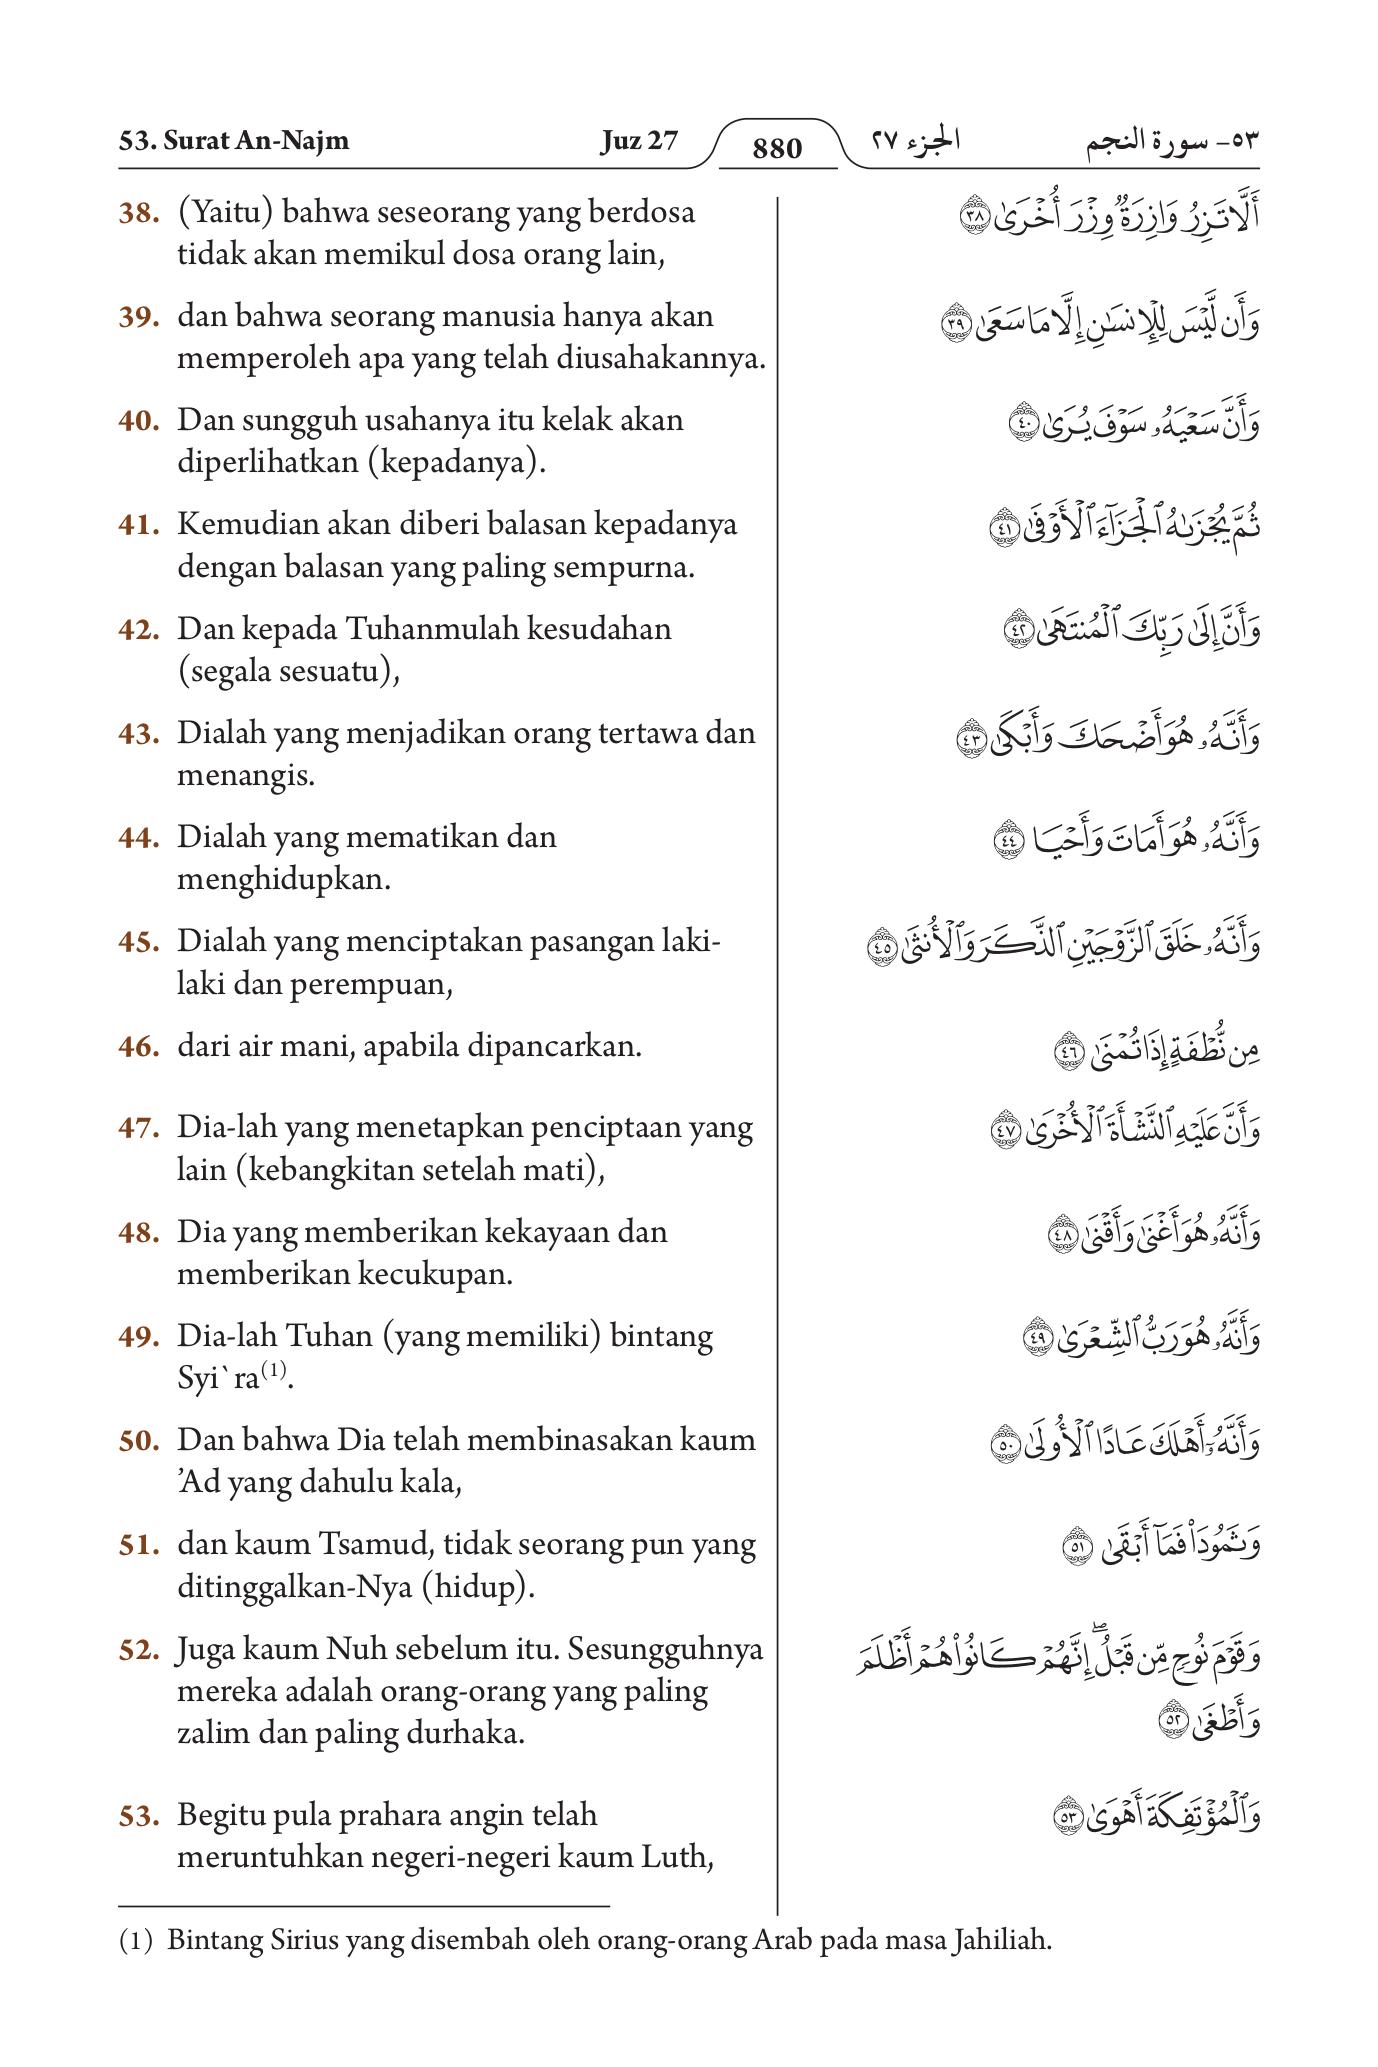 53. Surat An-Najm Juz 27 880 الجزء ٢٧ ٥٣- سورة النجم
38. (Yaitu) bahwa seseorang yang berdosa
tidak akan memikul dosa orang lain,
أَلَّا تَزِرُ وَازِرَةٌ وِزْرَ أُخْرَىٰ ٣٨
39. dan bahwa seorang manusia hanya akan
memperoleh apa yang telah diusahakannya.
وَأَن لَّيْسَ لِلْإِنسَٰنِ إِلَّا مَا سَعَىٰ ٣٩
40. Dan sungguh usahanya itu kelak akan
diperlihatkan (kepadanya).
وَأَنَّ سَعْيَهُۥ سَوْفَ يُرَىٰ ٤٠
41. Kemudian akan diberi balasan kepadanya
dengan balasan yang paling sempurna.
ثُمَّ يُجْزَىٰهُ ٱلْجَزَآءَ ٱلْأَوْفَىٰ ٤١
42. Dan kepada Tuhanmulah kesudahan
(segala sesuatu),
وَأَنَّ إِلَىٰ رَبِّكَ ٱلْمُنتَهَىٰ ٤٢
43. Dialah yang menjadikan orang tertawa dan
menangis.
وَأَنَّهُۥ هُوَ أَضْحَكَ وَأَبْكَىٰ ٤٣
44. Dialah yang mematikan dan
menghidupkan.
وَأَنَّهُۥ هُوَ أَمَاتَ وَأَحْيَا ٤٤
45. Dialah yang menciptakan pasangan laki-
laki dan perempuan,
وَأَنَّهُۥ خَلَقَ ٱلزَّوْجَيْنِ ٱلذَّكَرَ وَٱلْأُنثَىٰ ٤٥
46. dari air mani, apabila dipancarkan.
مِن نُّطْفَةٍ إِذَا تُمْنَىٰ ٤٦
47. Dia-lah yang menetapkan penciptaan yang
lain (kebangkitan setelah mati),
وَأَنَّ عَلَيْهِ ٱلنَّشْأَةَ ٱلْأُخْرَىٰ ٤٧
48. Dia yang memberikan kekayaan dan
memberikan kecukupan.
وَأَنَّهُۥ هُوَ أَغْنَىٰ وَأَقْنَىٰ ٤٨
49. Dia-lah Tuhan (yang memiliki) bintang
Syi`ra(1).
وَأَنَّهُۥ هُوَ رَبُّ ٱلشِّعْرَىٰ ٤٩
50. Dan bahwa Dia telah membinasakan kaum
’Ad yang dahulu kala,
وَأَنَّهُۥٓ أَهْلَكَ عَادًا ٱلْأُولَىٰ ٥٠
51. dan kaum Tsamud, tidak seorang pun yang
ditinggalkan-Nya (hidup).
وَثَمُودَا۟ فَمَآ أَبْقَىٰ ٥١
52. Juga kaum Nuh sebelum itu. Sesungguhnya
mereka adalah orang-orang yang paling
zalim dan paling durhaka.
وَقَوْمَ نُوحٍ مِّن قَبْلُ ۖ إِنَّهُمْ كَانُوا۟ هُمْ أَظْلَمَ
وَأَطْغَىٰ ٥٢
53. Begitu pula prahara angin telah
meruntuhkan negeri-negeri kaum Luth,
وَٱلْمُؤْتَفِكَةَ أَهْوَىٰ ٥٣
(1) Bintang Sirius yang disembah oleh orang-orang Arab pada masa Jahiliah.